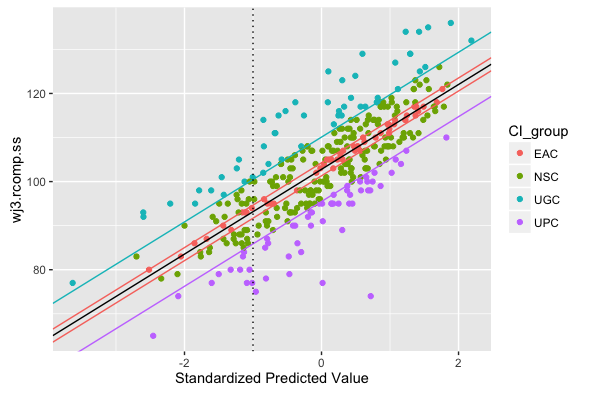 wj3.rcomp.ss
120
100
80
-2
0
2
Standardized Predicted Value
CI_group
EAC
NSC
UGC
UPC